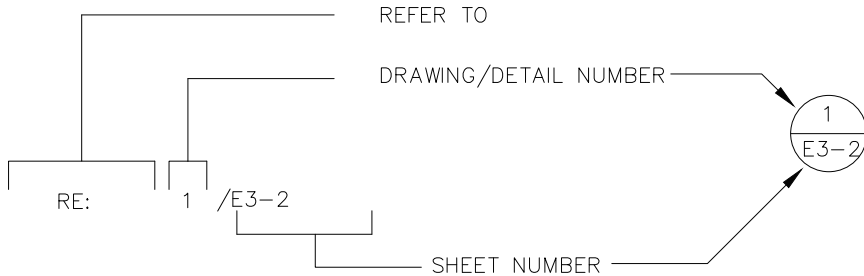 REFER TO
DRAWING/DETAIL NUMBER
1
E3-2
RE: 1 /E3-2
SHEET NUMBER